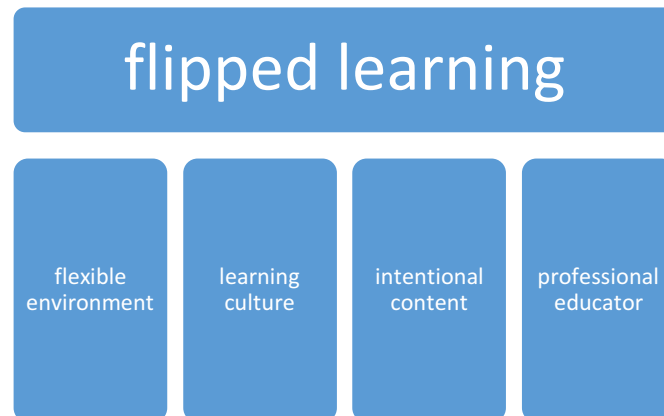 flipped learning
flexible
environment
learning
culture
intentional
content
professional
educator